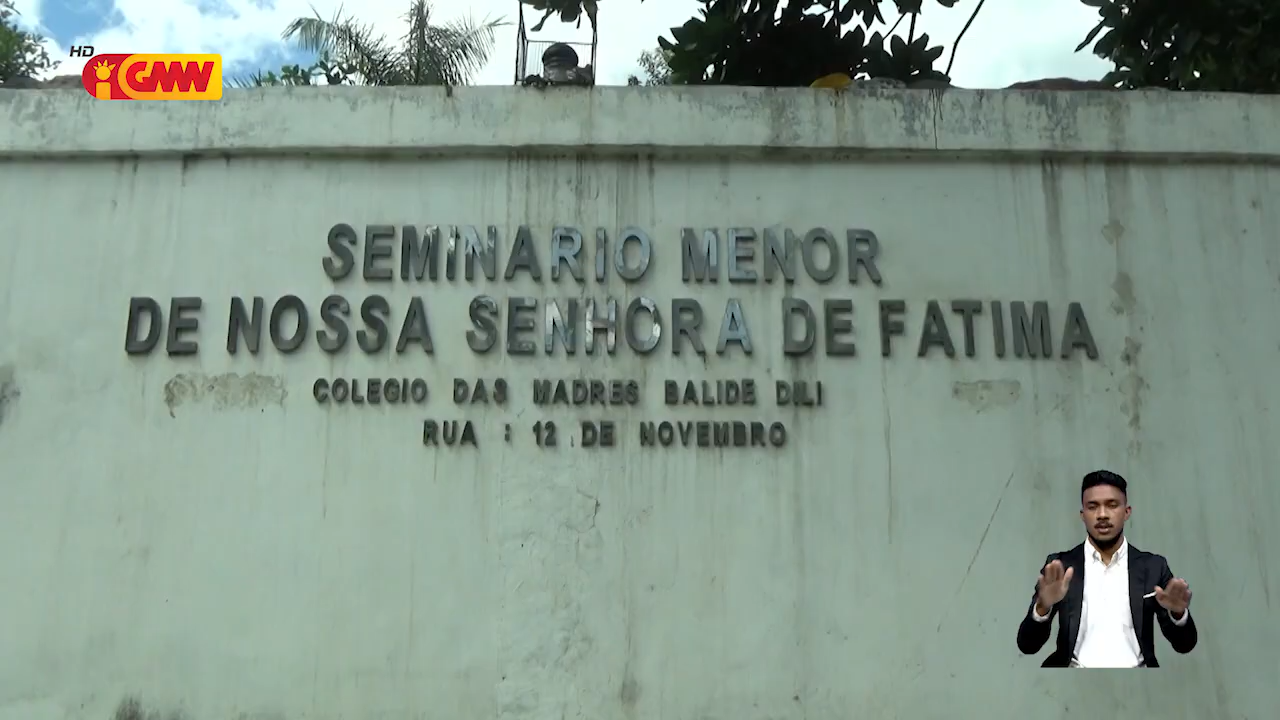 HD
GMN
SEMINARIO MENOR
DE NOSSA SENHORA DE FATIMA
COLEGIO DAS MADRES BALIDE DILI
RUA : 12 DE NOVEMBRO